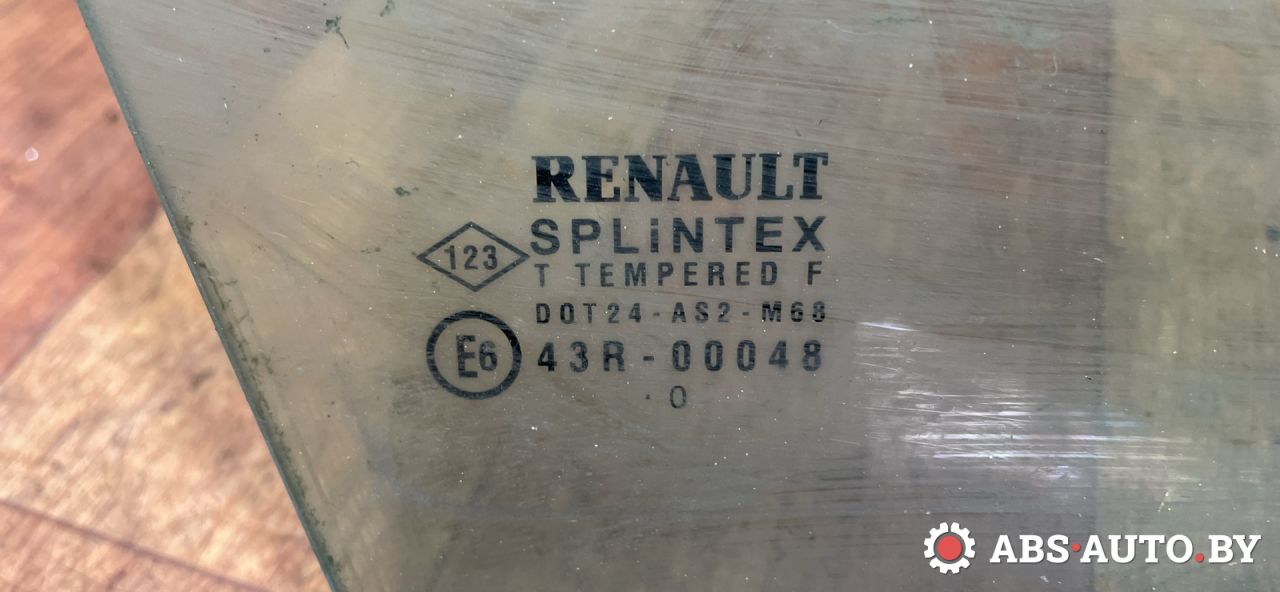 RENAULT
SPLiNTEX
123
T TEMPERED F
DOT24-AS2-M68
E6
43R-00048
. 0
ABS·AUTO.BY